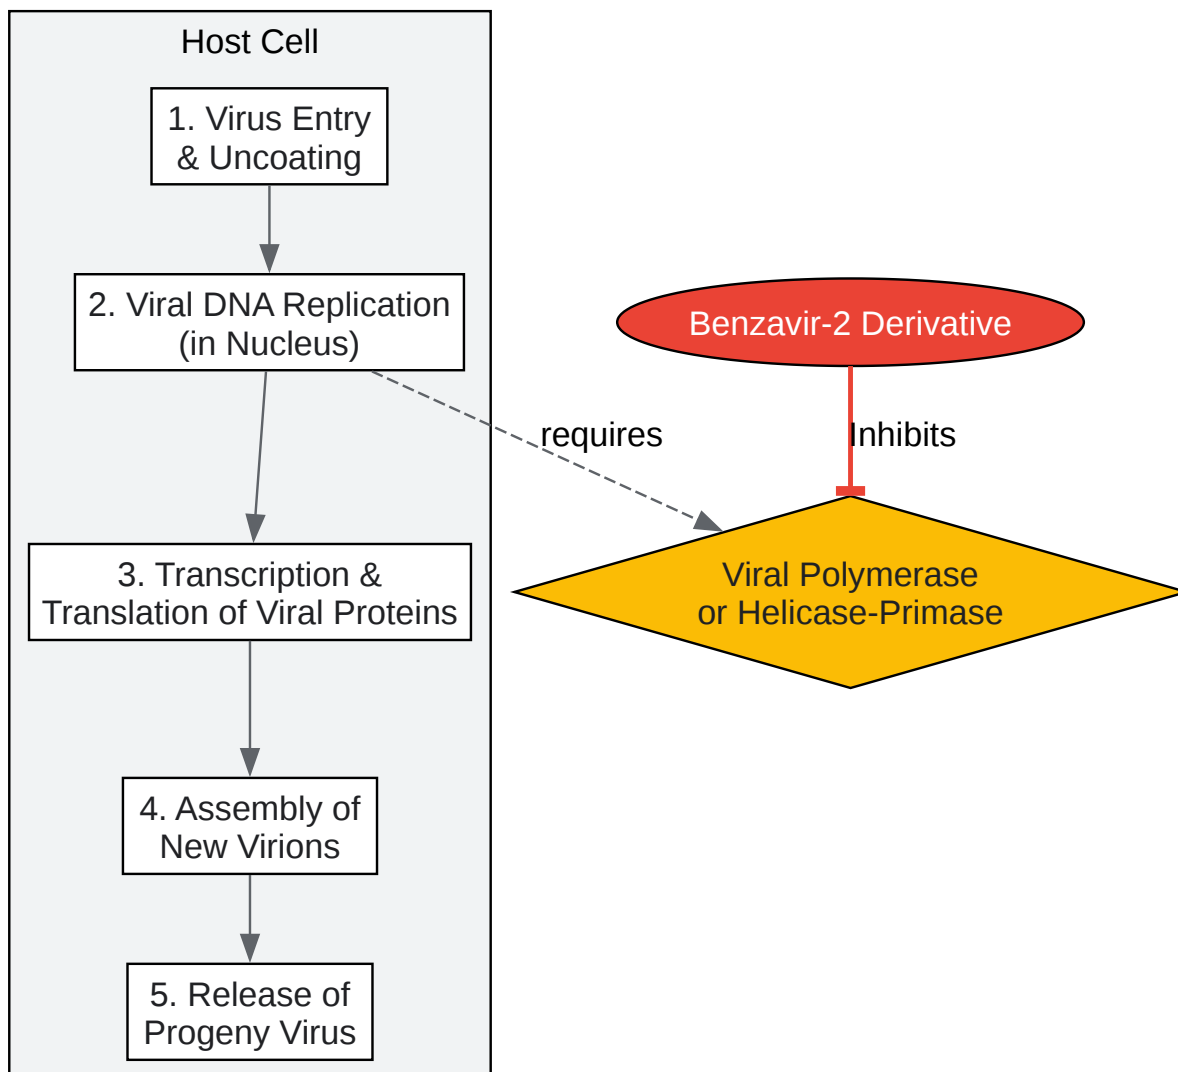 Host Cell
1. Virus Entry
& Uncoating
2. Viral DNA Replication
(in Nucleus)
Benzavir-2 Derivative
requires
Inhibits
3. Transcription &
Translation of Viral Proteins
Viral Polymerase
or Helicase-Primase
4. Assembly of
New Virions
5. Release of
Progeny Virus